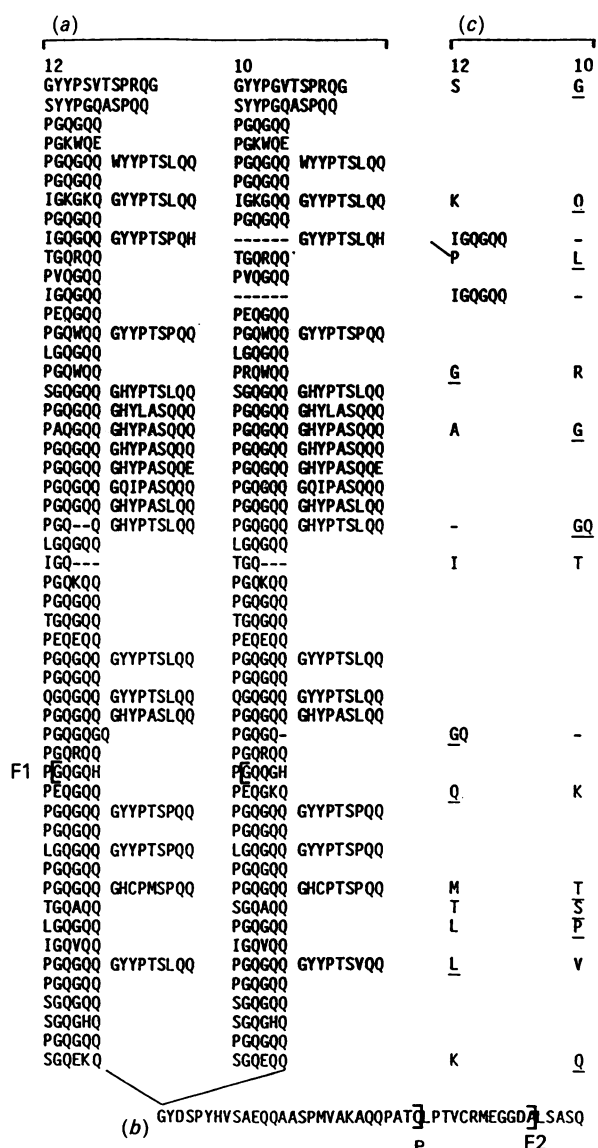 (a) (c)
12 10 12 10
GYYPSVTSPRQG GYYPGVTSPRQG S G
SYYPGQASPQQ SYYPGQASPQQ
PGQGQQ PGQGQQ
PGKWQE PGKWQE
PGQGQQ WYYPTSLQQ PGQGQQ WYYPTSLQQ
PGQGQQ PGQGQQ
IGKGKQ GYYPTSLQQ IGKGQQ GYYPTSLQQ K Q
PGQGQQ PGQGQQ
IGQGQQ GYYPTSPQH ------ GYYPTSLQH IGQGQQ -
TGQRQQ TGQRQQ P L
PVQGQQ PVQGQQ
IGQGQQ ------ IGQGQQ -
PEQGQQ PEQGQQ
PGQWQQ GYYPTSPQQ PGQWQQ GYYPTSPQQ
LGQGQQ LGQGQQ
PGQWQQ PRQWQQ G R
SGQGQQ GHYPTSLQQ SGQGQQ GHYPTSLQQ
PGQGQQ GHYLASQQQ PGQGQQ GHYLASQQQ
PAQGQQ GHYPASQQQ PGQGQQ GHYPASQQQ A G
PGQGQQ GHYPASQQQ PGQGQQ GHYPASQQQ
PGQGQQ GHYPASQQE PGQGQQ GHYPASQQE
PGQGQQ GQIPASQQQ PGQGQQ GQIPASQQQ
PGQGQQ GHYPASLQQ PGQGQQ GHYPASLQQ
PGQ--Q GHYPTSLQQ PGQGQQ GHYPTSLQQ - GQ
LGQGQQ LGQGQQ
IGQ--- TGQ--- I T
PGQKQQ PGQKQQ
PGQGQQ PGQGQQ
TGQGQQ TGQGQQ
PEQEQQ PEQEQQ
PGQGQQ GYYPTSLQQ PGQGQQ GYYPTSLQQ
PGQGQQ PGQGQQ
QGQGQQ GYYPTSLQQ QGQGQQ GYYPTSLQQ
PGQGQQ GHYPASLQQ PGQGQQ GHYPASLQQ
PGQGQGQ PGQGQ- GQ -
PGQRQQ PGQRQQ
F1 P[GQGQH P[GQQGH
PEQGQQ PEQGKQ Q K
PGQGQQ GYYPTSPQQ PGQGQQ GYYPTSPQQ
PGQGQQ PGQGQQ
LGQGQQ GYYPTSPQQ LGQGQQ GYYPTSPQQ
PGQGQQ PGQGQQ
PGQGQQ GHCPMSPQQ PGQGQQ GHCPTSPQQ M T
TGQAQQ SGQAQQ T S
LGQGQQ PGQGQQ L P
IGQVQQ IGQVQQ
PGQGQQ GYYPTSLQQ PGQGQQ GYYPTSVQQ L V
PGQGQQ PGQGQQ
SGQGQQ SGQGQQ
SGQGHQ SGQGHQ
PGQGQQ PGQGQQ
SGQEKQ SGQEQQ K Q
(b) GYDSPYHVSAEQQAASPMVAKAQQPATQ]LPTVCRMEGGDA]LSASQ
F2